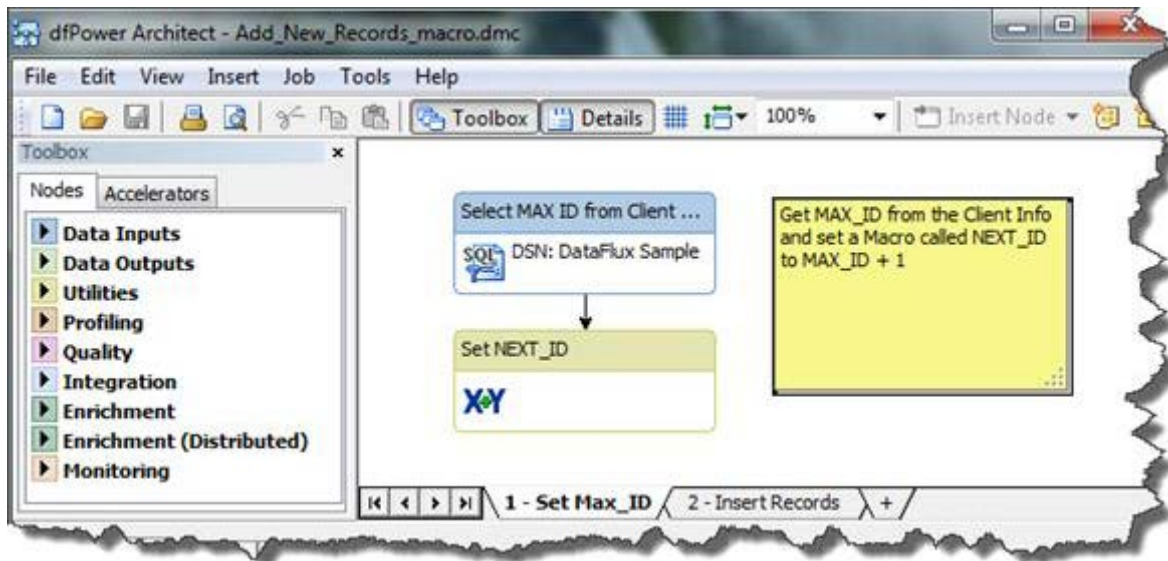 dfPower Architect - Add_New_Records_macro.dmc
File Edit View Insert Job Tools Help
Toolbox Details 100% Insert Node
Toolbox
Nodes Accelerators
Data Inputs
Data Outputs
Utilities
Profiling
Quality
Integration
Enrichment
Enrichment (Distributed)
Monitoring
Select MAX ID from Client ...
SQL DSN: DataFlux Sample
Set NEXT_ID
X+Y
Get MAX_ID from the Client Info
and set a Macro called NEXT_ID
to MAX_ID + 1
1 - Set Max_ID 2 - Insert Records +